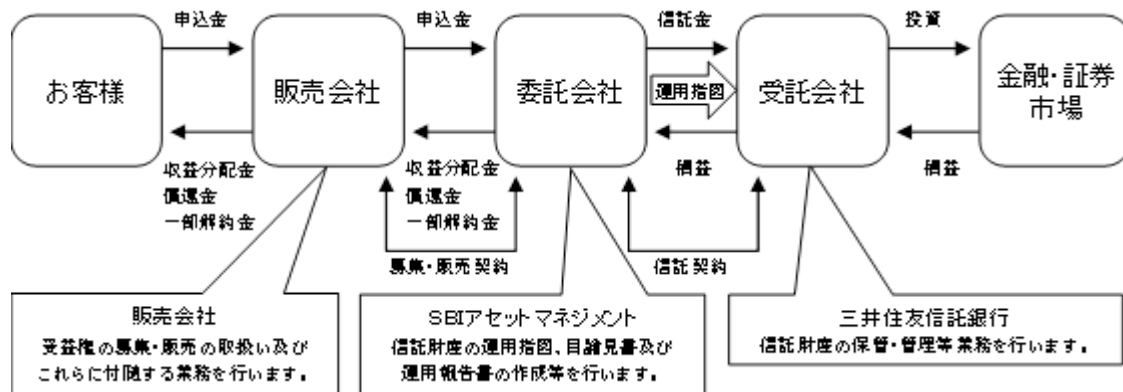 申込金
申込金
信託金
投資
お客様
販売会社
委託会社
運用指図
受託会社
金融・証券
市場
収益分配金
償還金
一部解約金
収益分配金
償還金
一部解約金
損益
損益
募集・販売契約
信託契約
販売会社
受益権の募集・販売の取扱い及び
これらに付随する業務を行います。
SBIアセットマネジメント
信託財産の運用指図、目論見書及び
運用報告書の作成等を行います。
三井住友信託銀行
信託財産の保管・管理等業務を行います。